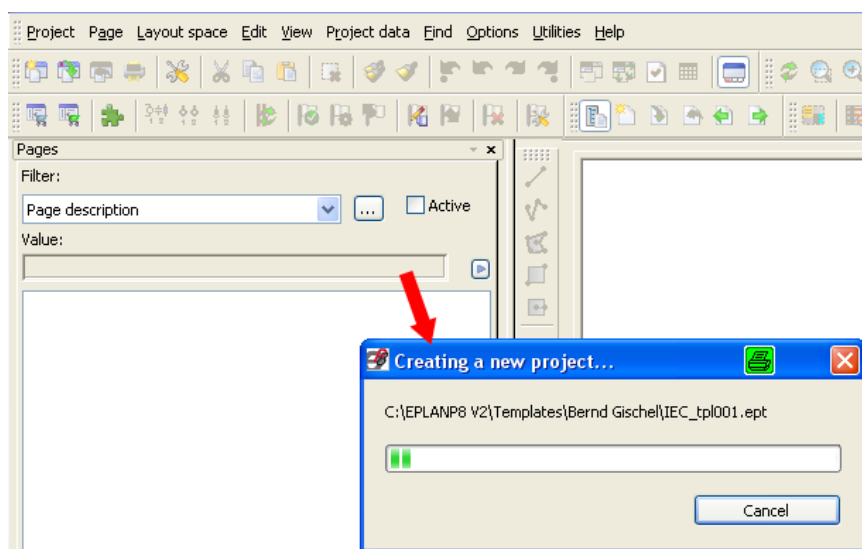 Project Page Layout space Edit View Project data Find Options Utilities Help
Pages
Filter:
Page description
...
Active
Value:
Creating a new project...
C:\EPLANP8 V2\Templates\Bernd Gischel\IEC_tpl001.ept
Cancel